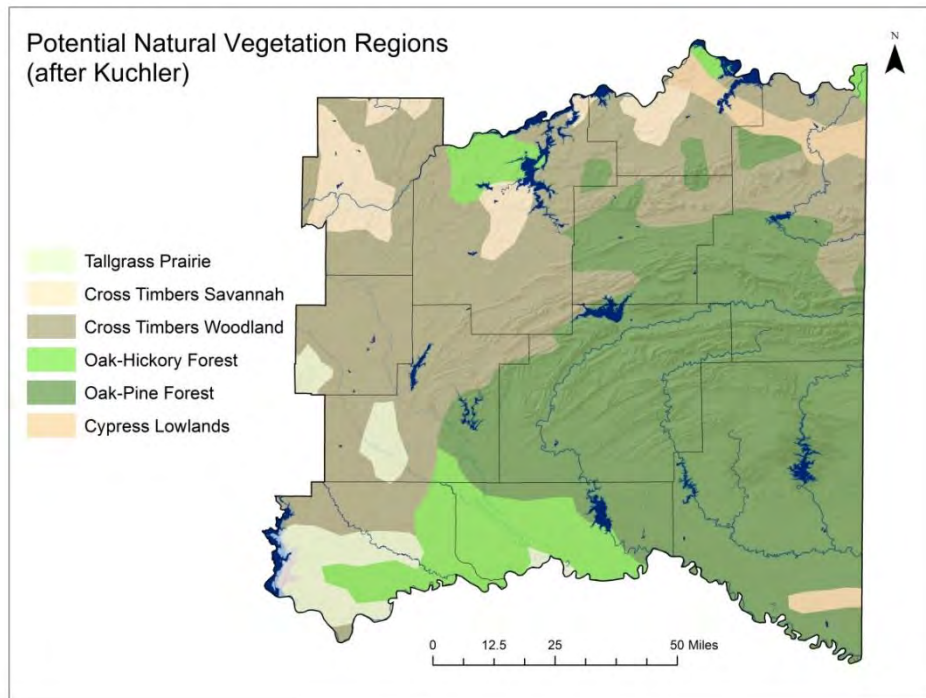 Potential Natural Vegetation Regions
(after Kuchler)
N
Tallgrass Prairie
Cross Timbers Savannah
Cross Timbers Woodland
Oak-Hickory Forest
Oak-Pine Forest
Cypress Lowlands
0 12.5 25 50 Miles